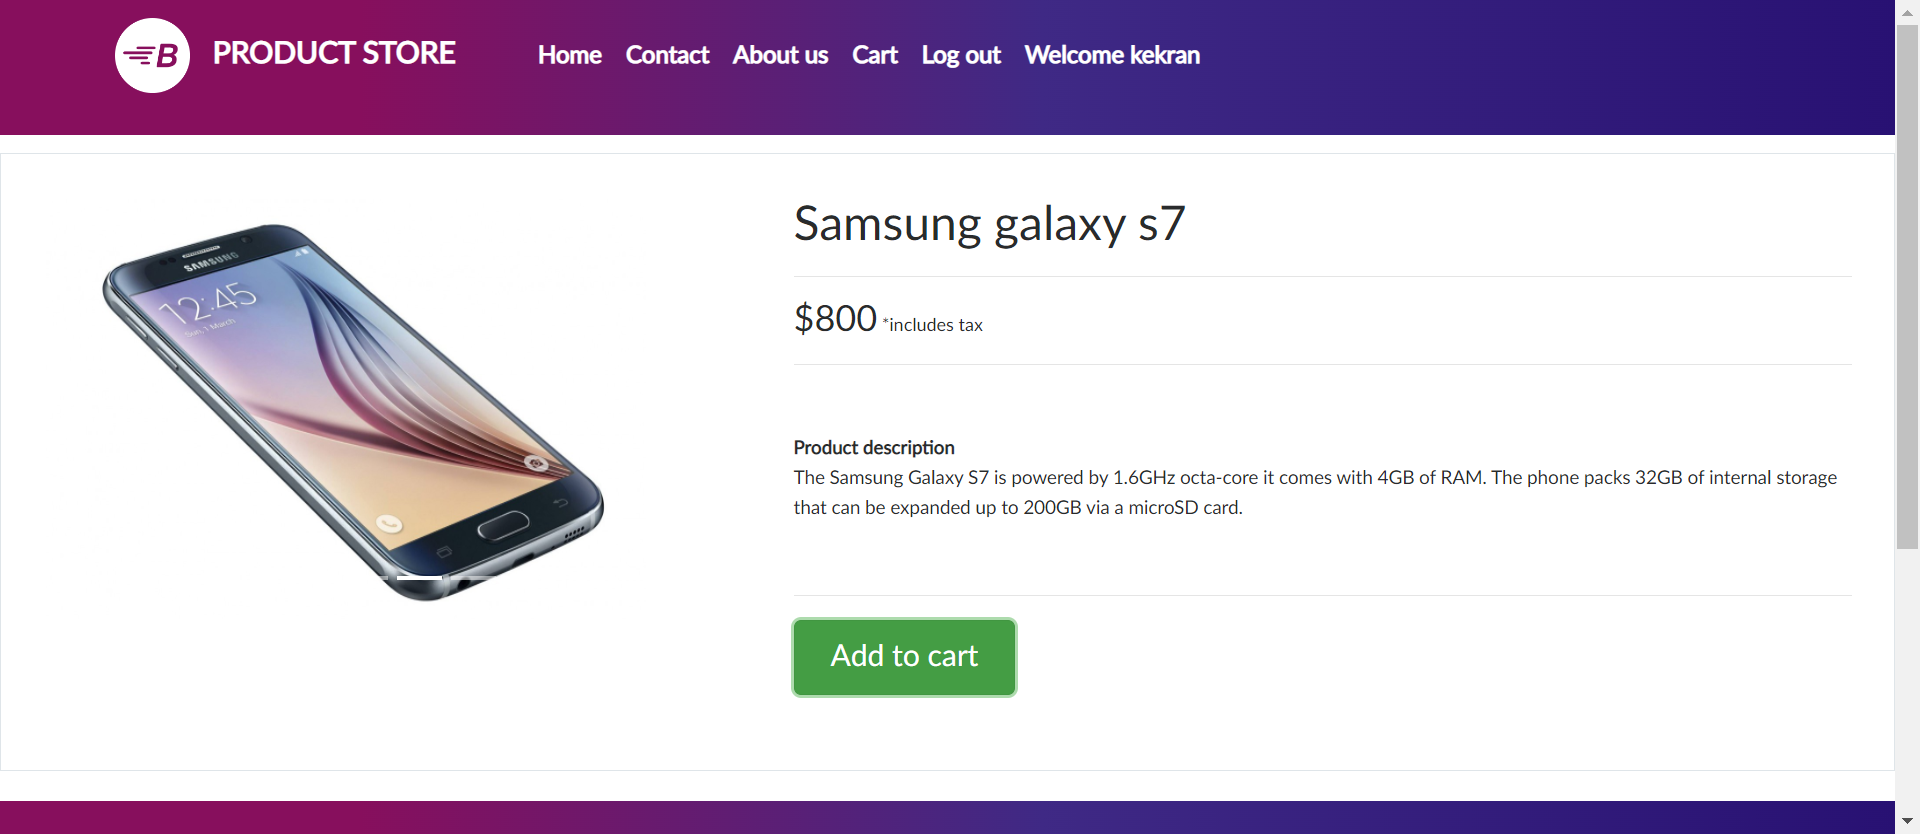 B PRODUCT STORE Home Contact About us Cart Log out Welcome kekran
SAMSUNG
12:45
Sun, 1 March
Samsung galaxy s7
$800 *includes tax
Product description
The Samsung Galaxy S7 is powered by 1.6GHz octa-core it comes with 4GB of RAM. The phone packs 32GB of internal storage
that can be expanded up to 200GB via a microSD card.
Add to cart